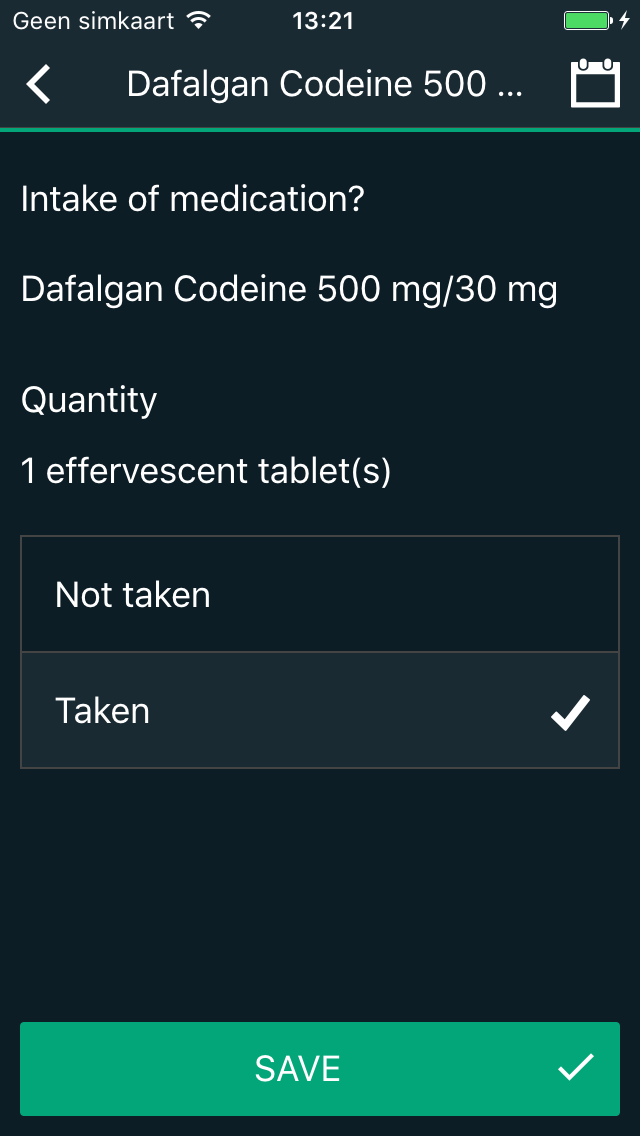 Geen simkaart 13:21
Dafalgan Codeine 500 ...
Intake of medication?
Dafalgan Codeine 500 mg/30 mg
Quantity
1 effervescent tablet(s)
Not taken
Taken
SAVE